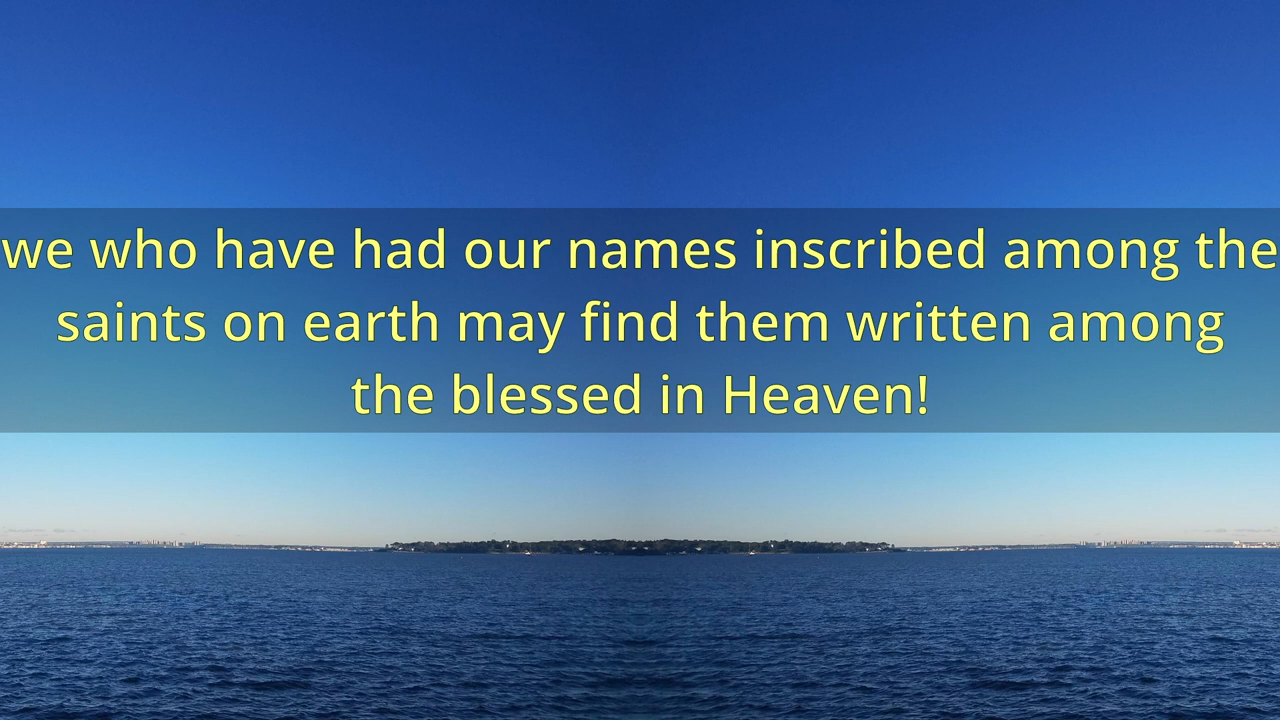 we who have had our names inscribed among the
saints on earth may find them written among
the blessed in Heaven!